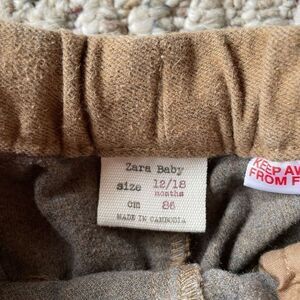 Zara Baby
size 12/18
months
cm 86
MADE IN CAMBODIA
KEEP AW
FROM F